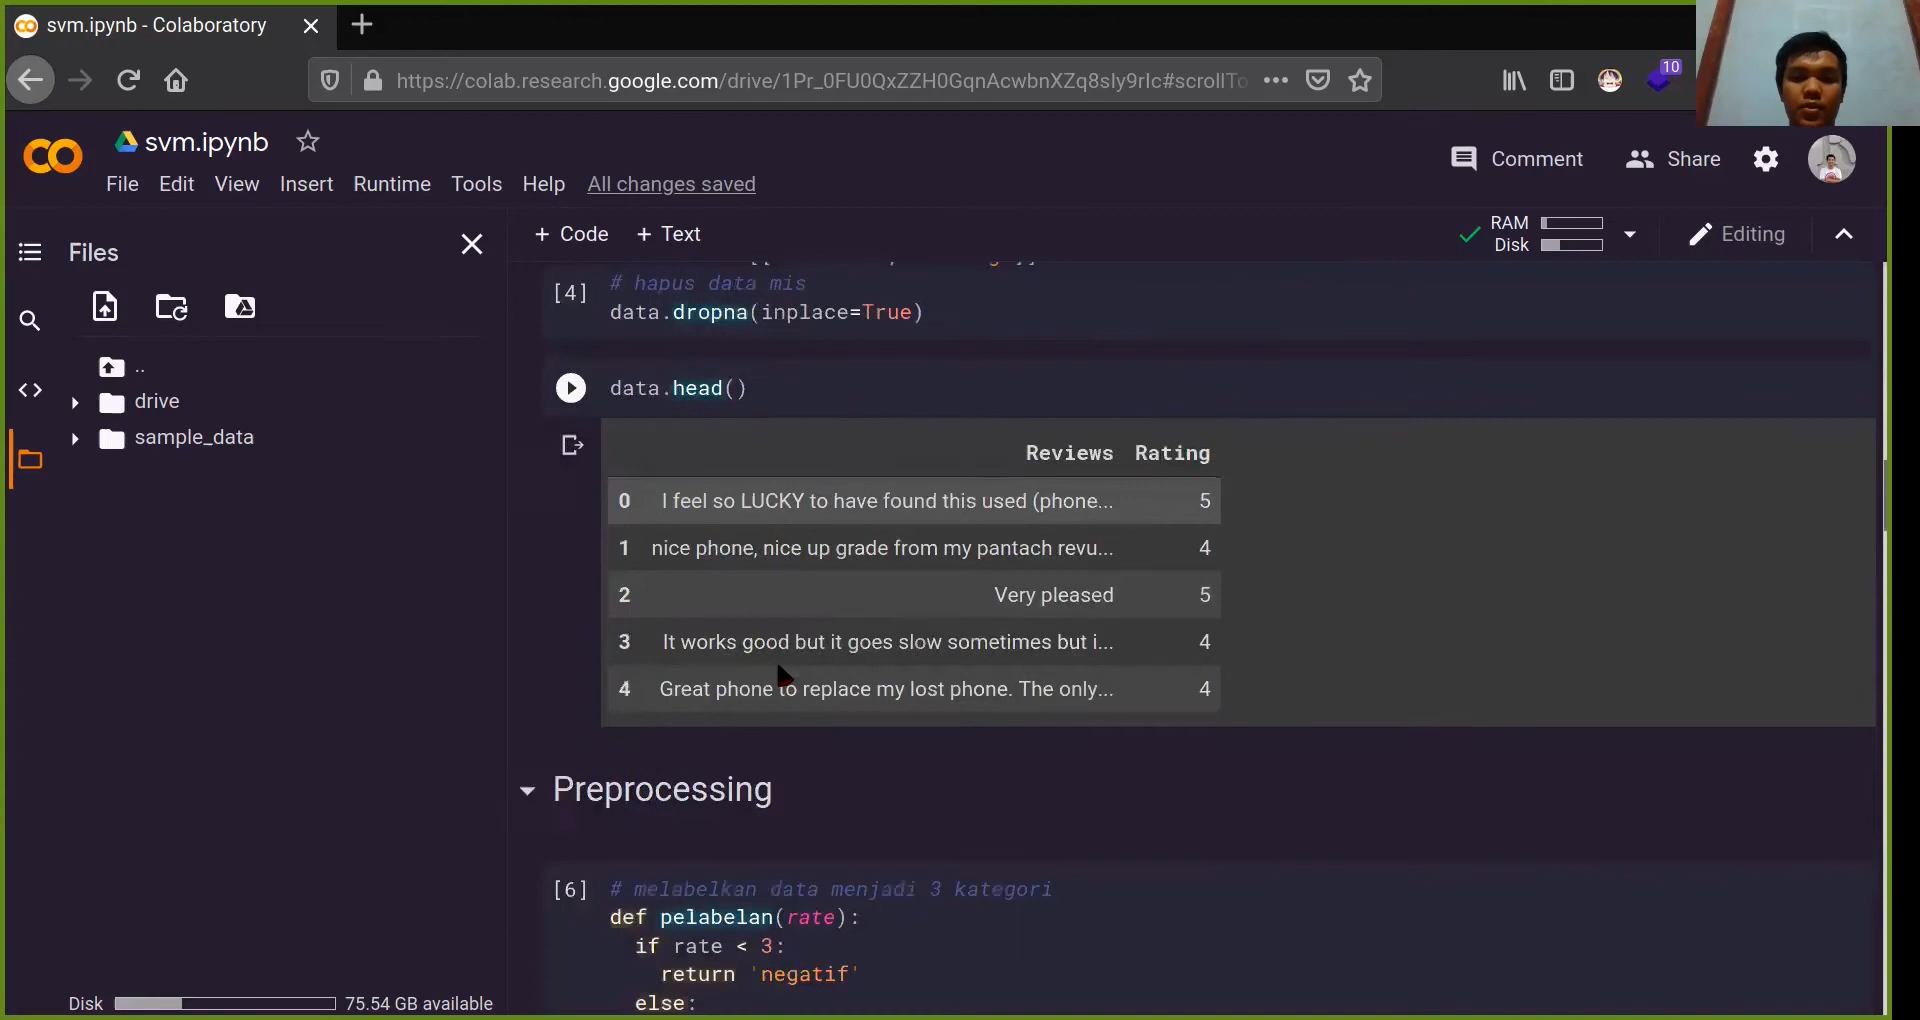 svm.ipynb - Colaboratory
https://colab.research.google.com/drive/1Pr_0FU0QxZZH0GqnAcwbnXZq8sIy9rIc#scrollTo
10
svm.ipynb
Comment
Share
File Edit View Insert Runtime Tools Help All changes saved
Files
+ Code + Text
RAM
Disk
Editing
[4]
# hapus data mis
data.dropna(inplace=True)
..
drive
sample_data
data.head()
Reviews Rating
0 I feel so LUCKY to have found this used (phone... 5
1 nice phone, nice up grade from my pantach revu... 4
2 Very pleased 5
3 It works good but it goes slow sometimes but i... 4
4 Great phone to replace my lost phone. The only... 4
Preprocessing
[6] # melabelkan data menjadi 3 kategori
def pelabelan(rate):
if rate < 3:
return 'negatif'
else:
Disk 75.54 GB available